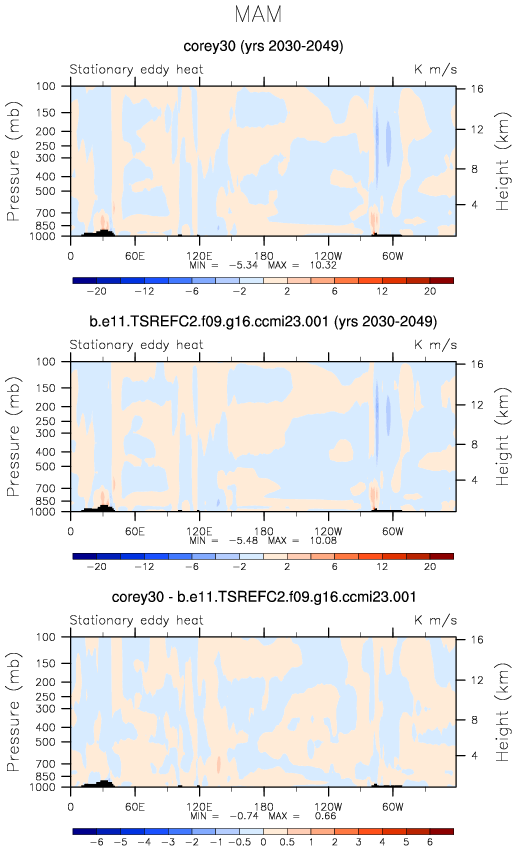 MAM
corey30 (yrs 2030-2049)
Stationary eddy heat K m/s
Pressure (mb)
100
150
200
250
300
400
500
700
850
1000
16
12
8
4
Height (km)
0 60E 120E 180 120W 60W
MIN = -5.34 MAX = 10.32
-20 -12 -6 -2 2 6 12 20
b.e11.TSREFC2.f09.g16.ccmi23.001 (yrs 2030-2049)
Stationary eddy heat K m/s
Pressure (mb)
100
150
200
250
300
400
500
700
850
1000
16
12
8
4
Height (km)
0 60E 120E 180 120W 60W
MIN = -5.48 MAX = 10.08
-20 -12 -6 -2 2 6 12 20
corey30 - b.e11.TSREFC2.f09.g16.ccmi23.001
Stationary eddy heat K m/s
Pressure (mb)
100
150
200
250
300
400
500
700
850
1000
16
12
8
4
Height (km)
0 60E 120E 180 120W 60W
MIN = -0.74 MAX = 0.66
-6 -5 -4 -3 -2 -1 -0.5 0 0.5 1 2 3 4 5 6